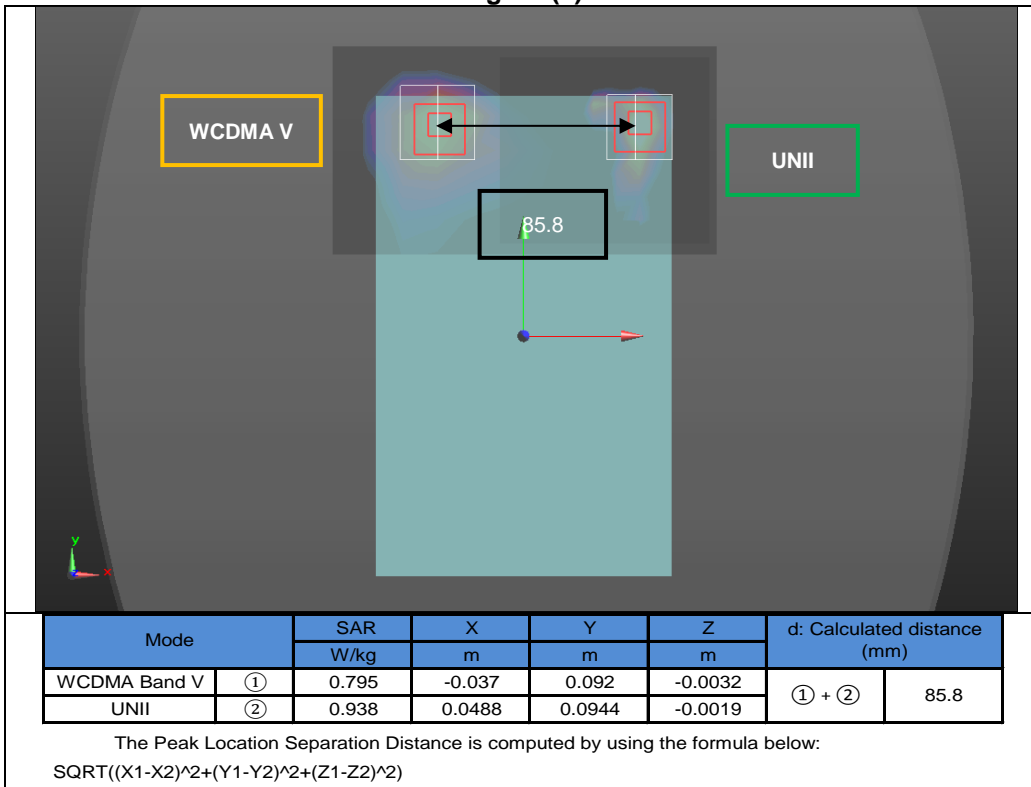 WCDMA V
UNII
85.8
y
x
Mode SAR X Y Z d: Calculated distance (mm)
W/kg m m m
WCDMA Band V ① 0.795 -0.037 0.092 -0.0032 ① + ② 85.8
UNII ② 0.938 0.0488 0.0944 -0.0019
The Peak Location Separation Distance is computed by using the formula below:
SQRT((X1-X2)^2+(Y1-Y2)^2+(Z1-Z2)^2)